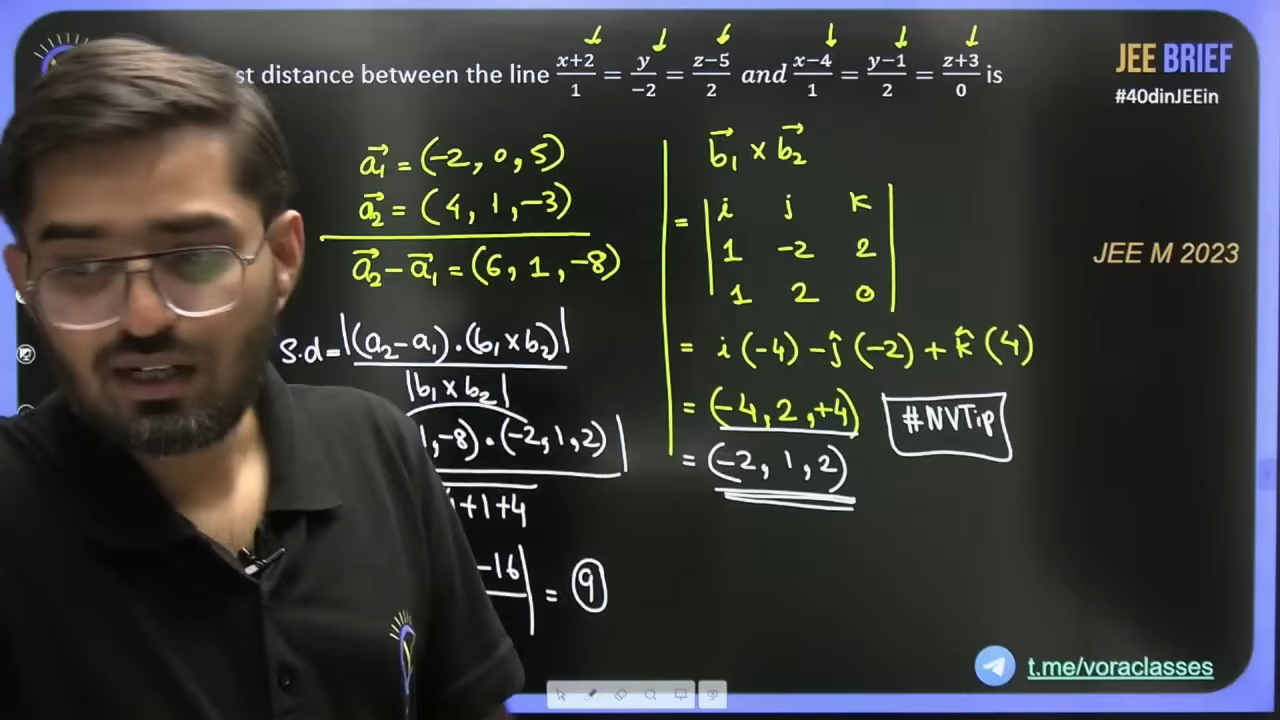 st distance between the line x+2/1 = y/-2 = z-5/2 and x-4/1 = y-1/2 = z+3/0 is
JEE BRIEF
#40dinJEEin
JEE M 2023
a₁ = (-2, 0, 5)
a₂ = (4, 1, -3)
a₂ - a₁ = (6, 1, -8)
S.d = |(a₂-a₁).(b₁×b₂)|
|b₁×b₂|
1, -8).(-2, 1, 2)|
+1+4
-16| = 9
b₁ × b₂
= | i j k
1 -2 2
1 2 0 |
= i(-4) - ĵ(-2) + k̂(4)
= (-4, 2, +4)
#NVTip
= (-2, 1, 2)
t.me/voraclasses